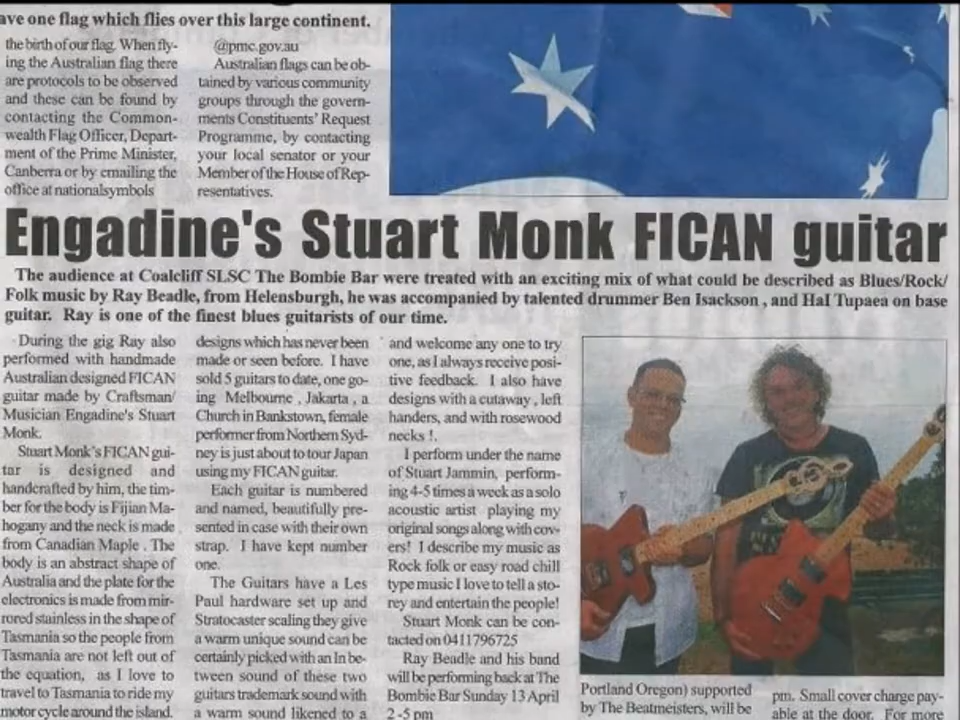 ave one flag which flies over this large continent.
the birth of our flag. When fly-
ing the Australian flag there
are protocols to be observed
and these can be found by
contacting the Common-
wealth Flag Officer, Depart-
ment of the Prime Minister,
Canberra or by emailing the
office at nationalsymbols
@pmc.gov.au
Australian flags can be ob-
tained by various community
groups through the govern-
ments Constituents' Request
Programme, by contacting
your local senator or your
Member of the House of Rep-
resentatives.
Engadine's Stuart Monk FICAN guitar
The audience at Coalcliff SLSC The Bombie Bar were treated with an exciting mix of what could be described as Blues/Rock/
Folk music by Ray Beadle, from Helensburgh, he was accompanied by talented drummer Ben Isackson , and Hal Tupaea on base
guitar. Ray is one of the finest blues guitarists of our time.
During the gig Ray also
performed with handmade
Australian designed FICAN
guitar made by Craftsman/
Musician Engadine's Stuart
Monk.
Stuart Monk's FICAN gui-
tar is designed and
handcrafted by him, the tim-
ber for the body is Fijian Ma-
hogany and the neck is made
from Canadian Maple . The
body is an abstract shape of
Australia and the plate for the
electronics is made from mir-
rored stainless in the shape of
Tasmania so the people from
Tasmania are not left out of
the equation, as I love to
travel to Tasmania to ride my
motor cycle around the island.
designs which has never been
made or seen before. I have
sold 5 guitars to date, one go-
ing Melbourne , Jakarta , a
Church in Bankstown, female
performer from Northern Syd-
ney is just about to tour Japan
using my FICAN guitar.
Each guitar is numbered
and named, beautifully pre-
sented in case with their own
strap. I have kept number
one.
The Guitars have a Les
Paul hardware set up and
Stratocaster scaling they give
a warm unique sound can be
certainly picked with an In be-
tween sound of these two
guitars trademark sound with
a warm sound likened to a
and welcome any one to try
one, as I always receive posi-
tive feedback. I also have
designs with a cutaway , left
handers, and with rosewood
necks !.
I perform under the name
of Stuart Jammin, perform-
ing 4-5 times a week as a solo
acoustic artist playing my
original songs along with cov-
ers! I describe my music as
Rock folk or easy road chill
type music I love to tell a sto-
rey and entertain the people!
Stuart Monk can be con-
tacted on 0411796725
Ray Beadle and his band
will be performing back at The
Bombie Bar Sunday 13 April
2 -5 pm
Portland Oregon) supported
by The Beatmeisters, will be
pm. Small cover charge pay-
able at the door. For more